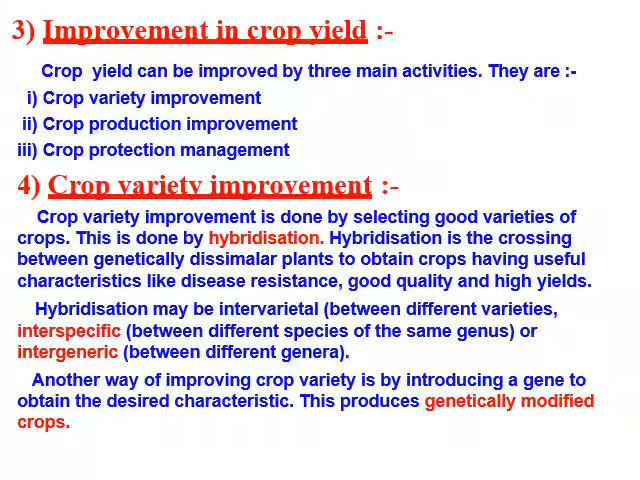 3) Improvement in crop yield :-
Crop yield can be improved by three main activities. They are :-
i) Crop variety improvement
ii) Crop production improvement
iii) Crop protection management
4) Crop variety improvement :-
Crop variety improvement is done by selecting good varieties of
crops. This is done by hybridisation. Hybridisation is the crossing
between genetically dissimalar plants to obtain crops having useful
characteristics like disease resistance, good quality and high yields.
Hybridisation may be intervarietal (between different varieties,
interspecific (between different species of the same genus) or
intergeneric (between different genera).
Another way of improving crop variety is by introducing a gene to
obtain the desired characteristic. This produces genetically modified
crops.